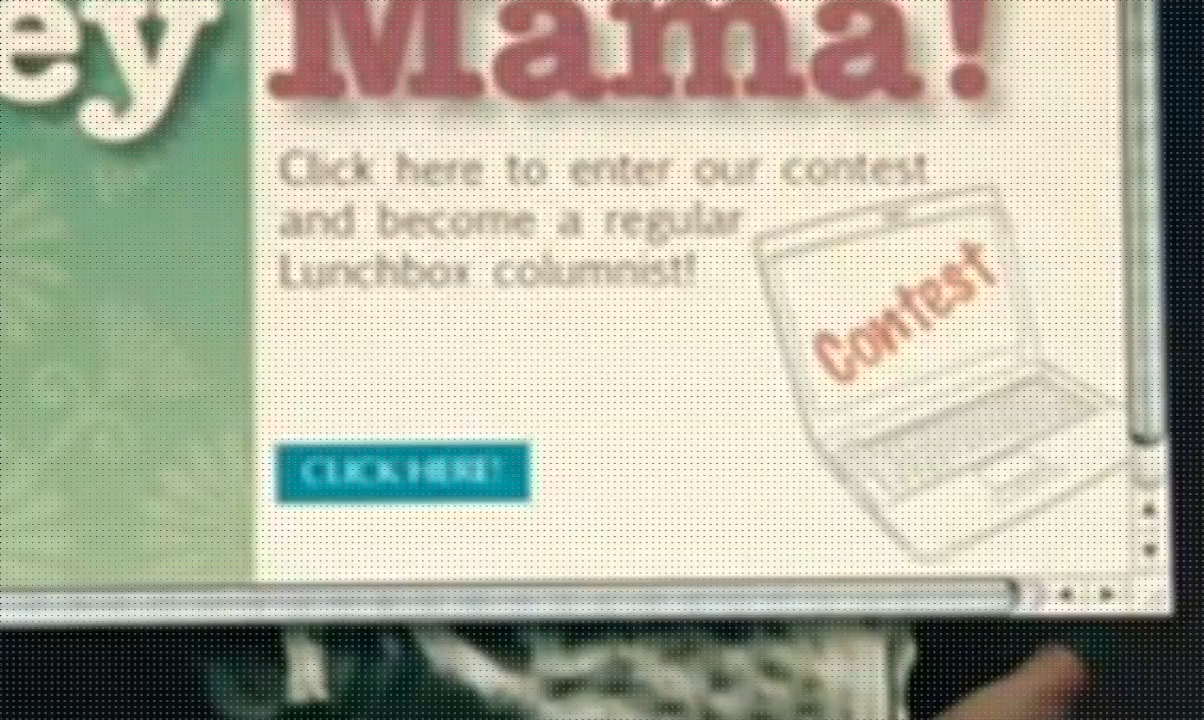 ey Mama!
Click here to enter our contest
and become a regular
Lunchbox columnist!
Contest
CLICK HERE!